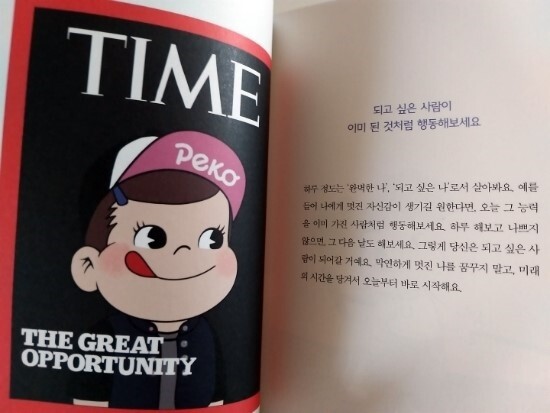 TIME
Peko
THE GREAT
OPPORTUNITY
되고 싶은 사람이
이미 된 것처럼 행동해보세요
하루 정도는 '완벽한 나', '되고 싶은 나'로서 살아봐요. 예를
들어 나에게 멋진 자신감이 생기길 원한다면, 오늘 그 능력
을 이미 가진 사람처럼 행동해보세요. 하루 해보고 나쁘지
않으면, 그 다음 날도 해보세요. 그렇게 당신은 되고 싶은 사
람이 되어갈 거예요. 막연하게 멋진 나를 꿈꾸지 말고, 미래
의 시간을 당겨서 오늘부터 바로 시작해요.